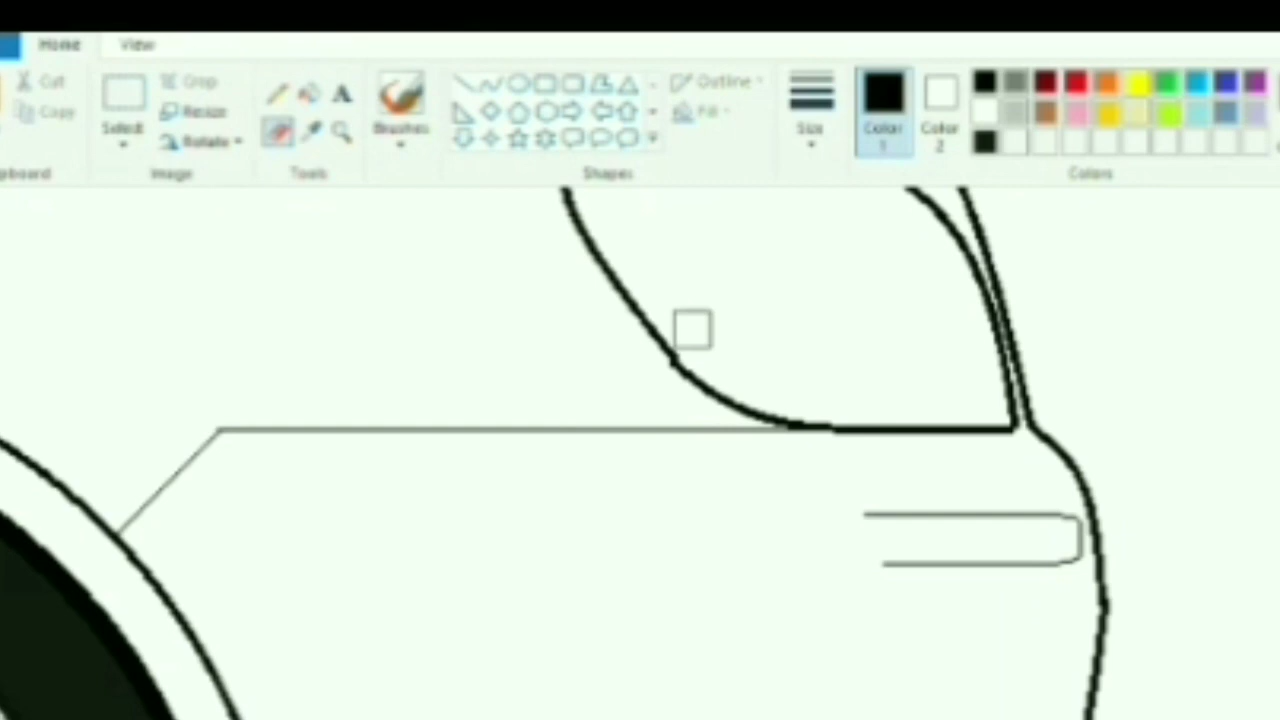 Home View
Cut
Copy
Select
Crop
Resize
Rotate
Brushes
Outline
Fill
Size
Color 1
Color 2
Image Tools Shapes Colors